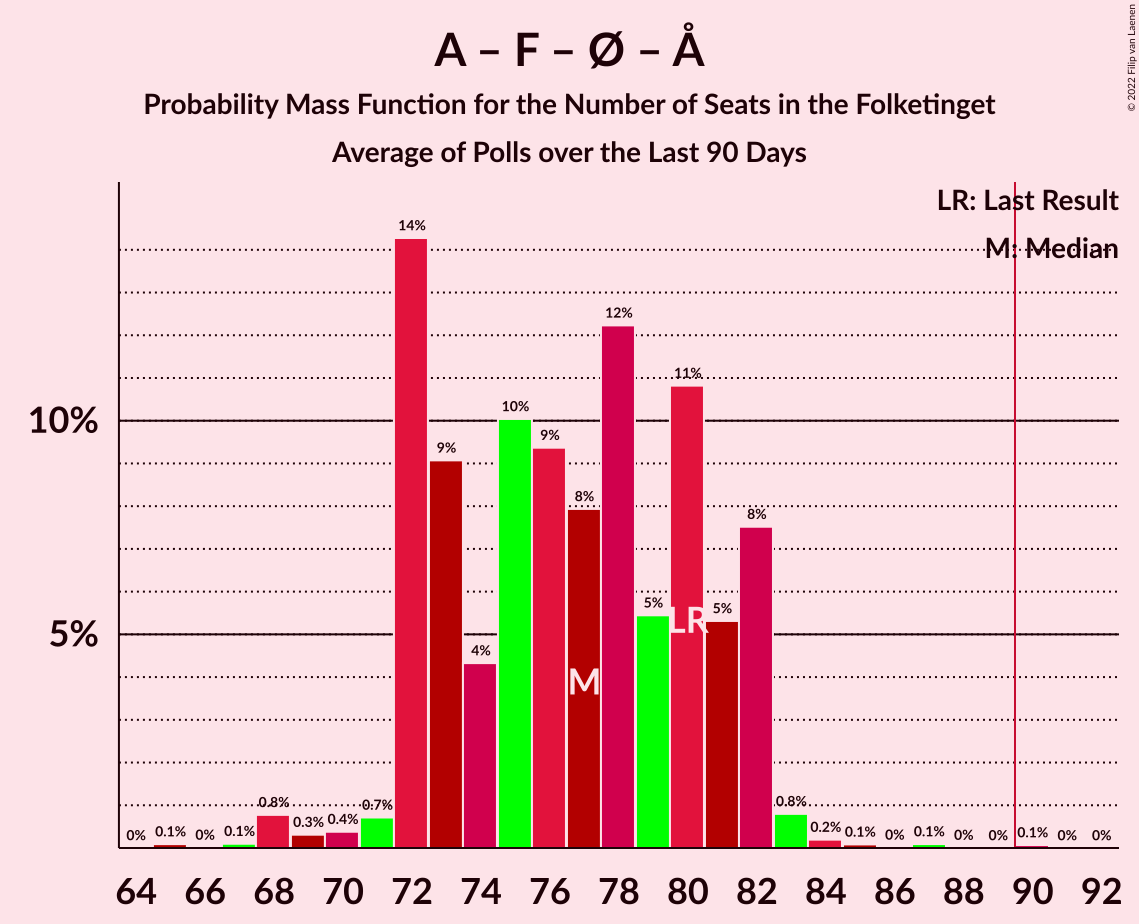 A – F – Ø – Å
Probability Mass Function for the Number of Seats in the Folketinget
Average of Polls over the Last 90 Days
© 2022 Filip van Laenen
LR: Last Result
M: Median
10%
5%
0% 0.1% 0% 0.1% 0.8% 0.3% 0.4% 0.7% 14% 9% 4% 10% 9% 8% 12% 5% 11% 5% 8% 0.8% 0.2% 0.1% 0% 0.1% 0% 0% 0.1% 0% 0%
LR
M
64 66 68 70 72 74 76 78 80 82 84 86 88 90 92